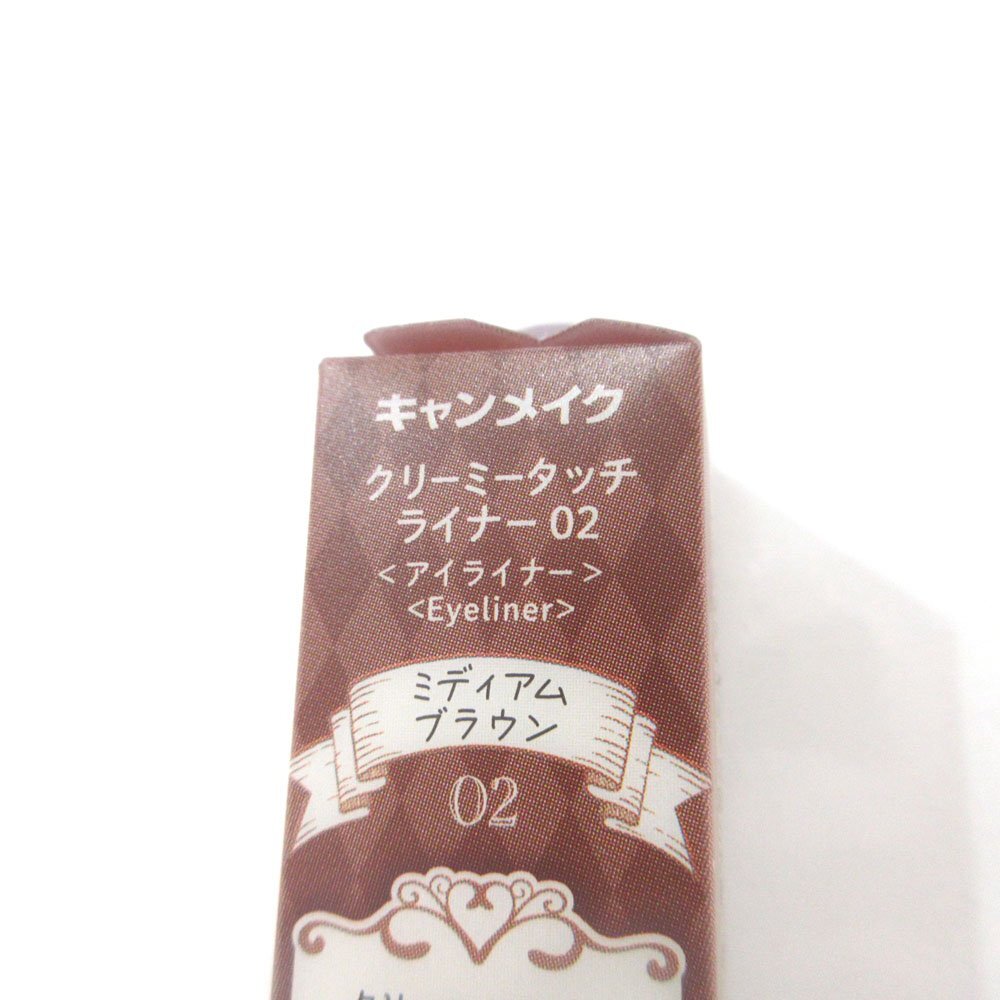 キャンメイク
クリーミータッチ
ライナー 02
<アイライナー>
<Eyeliner>
ミディアム
ブラウン
02